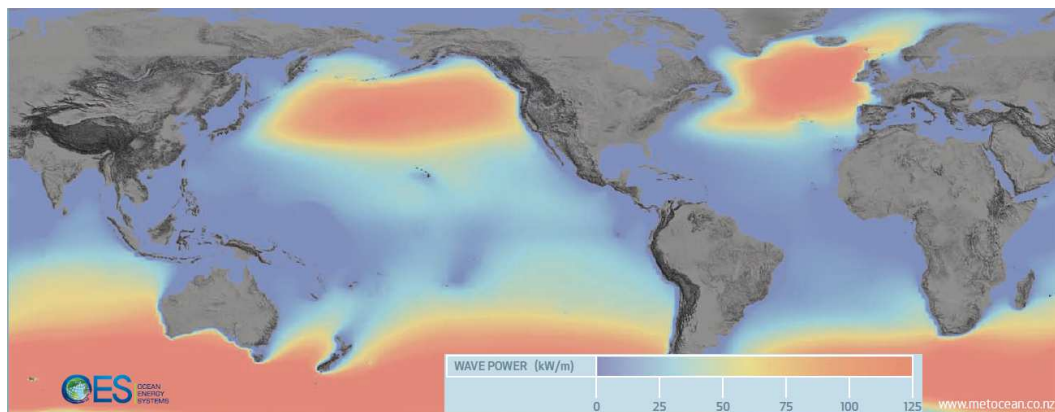 WAVE POWER (kW/m)
0 25 50 75 100 125
OES OCEAN
ENERGY
SYSTEMS
www.metocean.co.nz